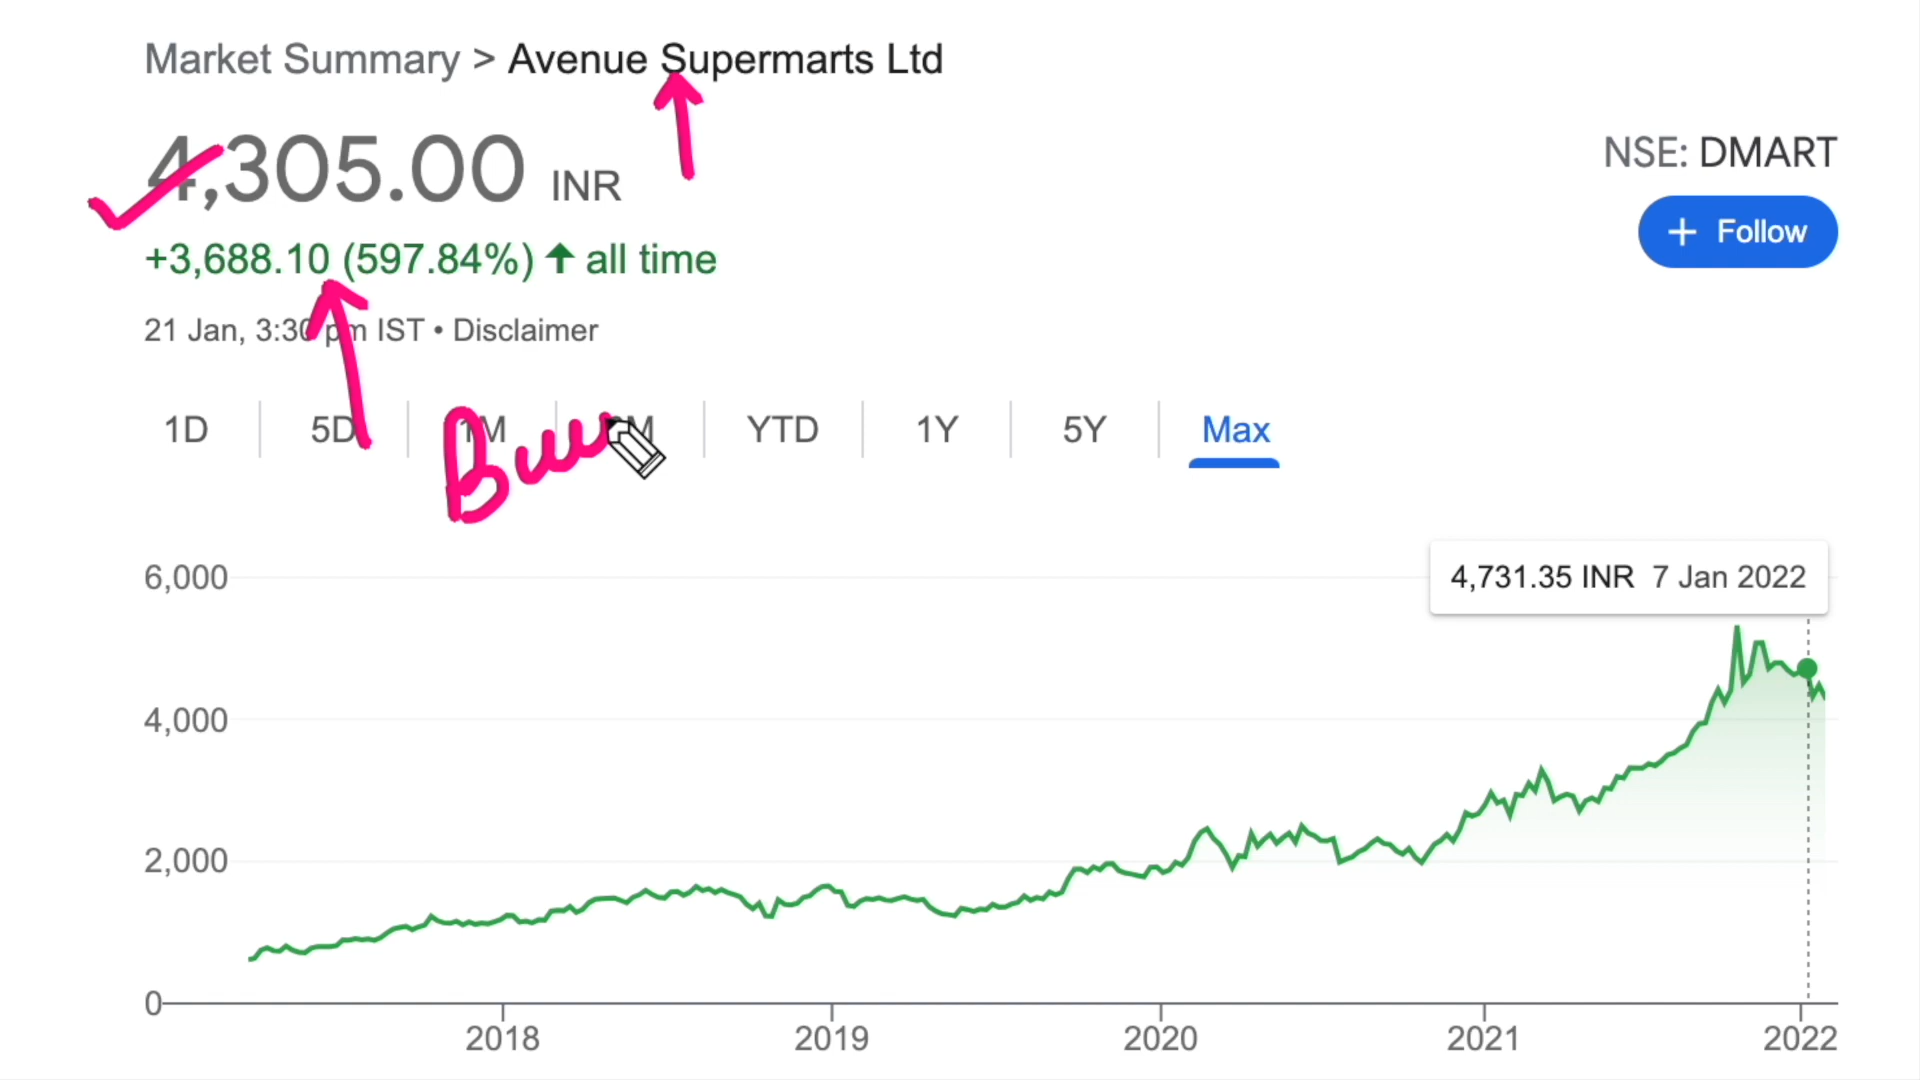 Market Summary > Avenue Supermarts Ltd
4,305.00 INR
NSE: DMART
+ Follow
+3,688.10 (597.84%) ↑ all time
21 Jan, 3:30 pm IST • Disclaimer
1D 5D 1M 6M YTD 1Y 5Y Max
4,731.35 INR 7 Jan 2022
6,000
4,000
2,000
0
2018 2019 2020 2021 2022